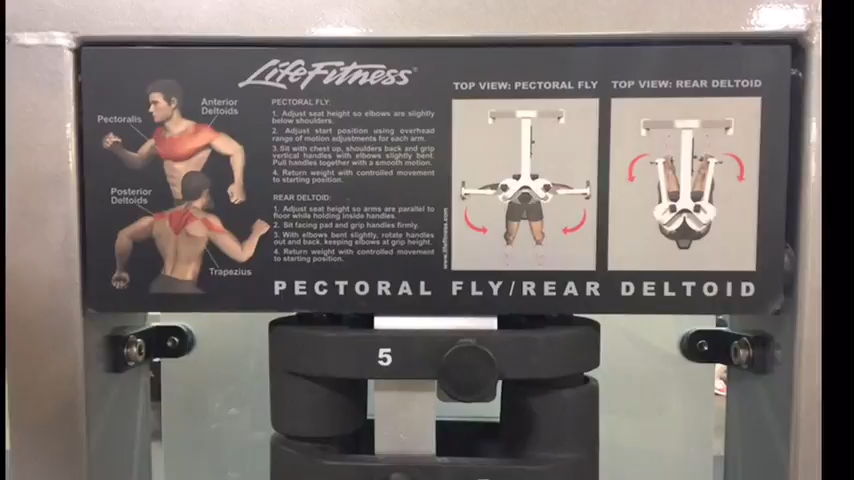 LifeFitness®
Pectoralis
Anterior
Deltoids
Posterior
Deltoids
Trapezius
PECTORAL FLY:
1. Adjust seat height so elbows are slightly
below shoulders.
2. Adjust start position using overhead
range of motion adjustments for each arm.
3. Sit with chest up, shoulders back and grip
vertical handles with elbows slightly bent.
Pull handles together with a smooth motion.
4. Return weight with controlled movement
to starting position.
REAR DELTOID:
1. Adjust seat height so arms are parallel to
floor while holding inside handles.
2. Sit facing pad and grip handles firmly.
3. With elbows bent slightly, rotate handles
out and back, keeping elbows at grip height.
4. Return weight with controlled movement
to starting position.
www.lifefitness.com
TOP VIEW: PECTORAL FLY
TOP VIEW: REAR DELTOID
PECTORAL FLY/REAR DELTOID
5